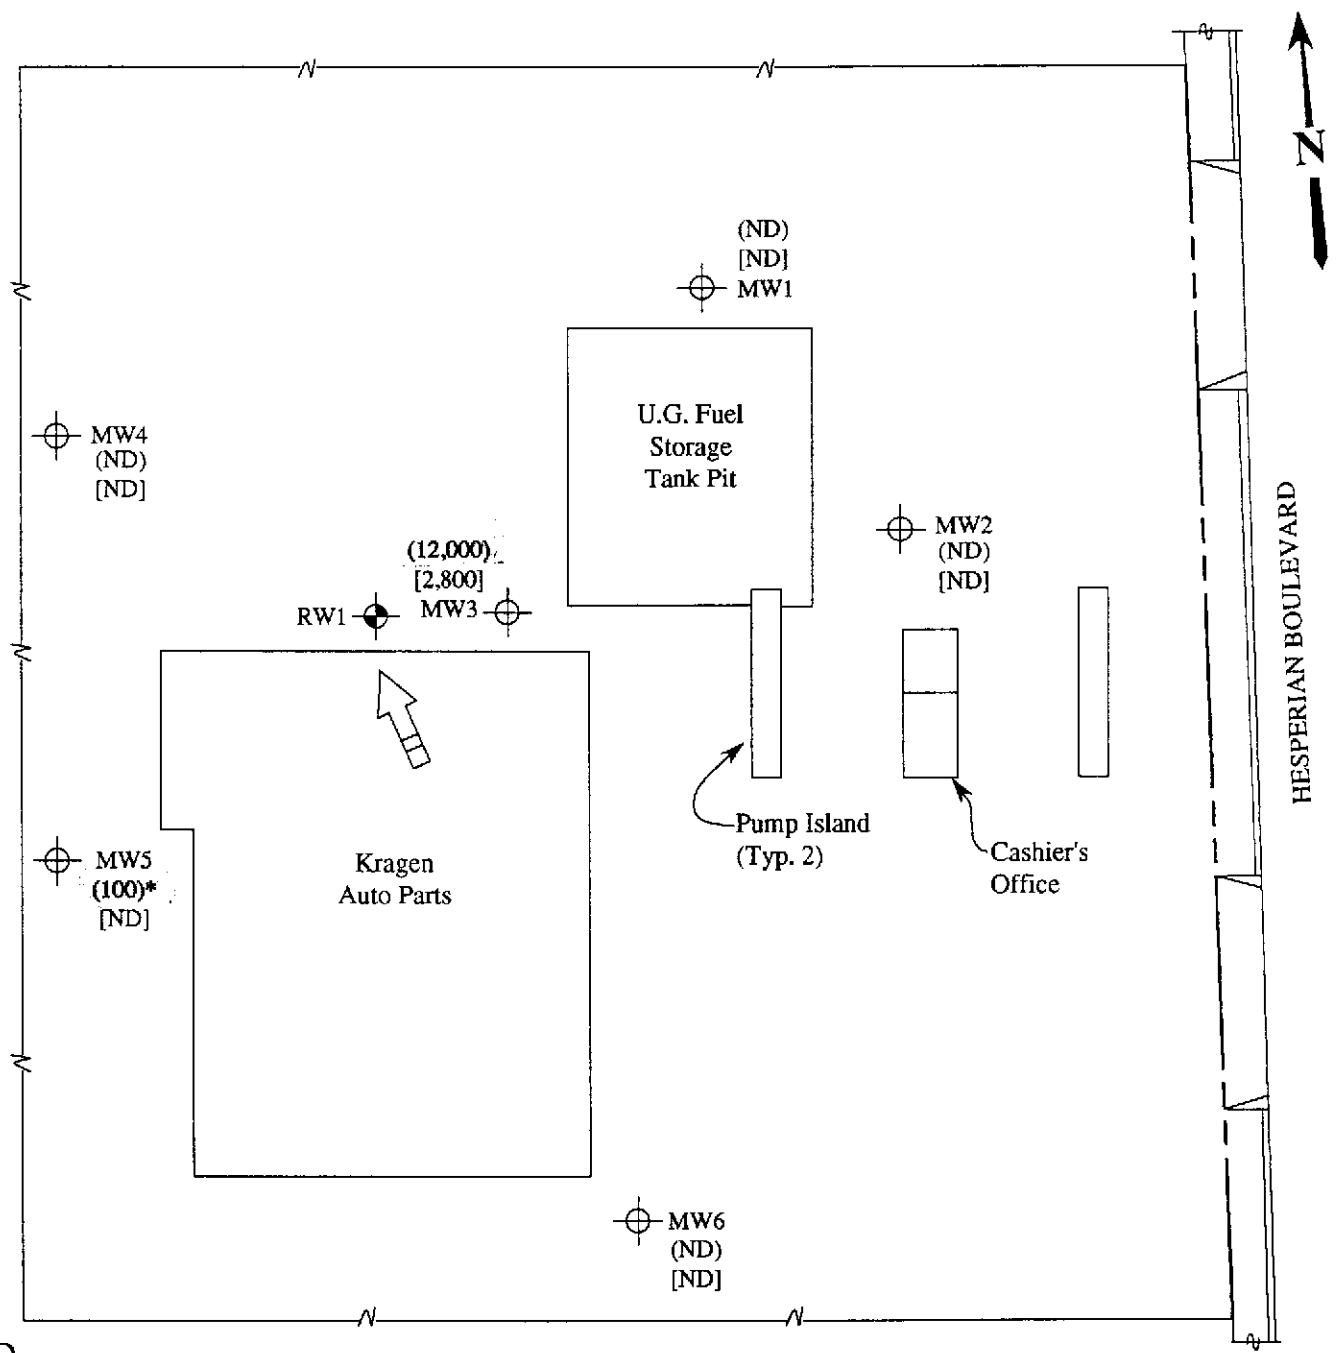 N
(ND)
[ND]
MW1
U.G. Fuel
Storage
Tank Pit
MW4
(ND)
[ND]
MW2
(ND)
[ND]
(12,000)
[2,800]
MW3
RW1
HESPERIAN BOULEVARD
Pump Island
(Typ. 2)
Cashier's
Office
MW5
(100)*
[ND]
Kragen
Auto Parts
MW6
(ND)
[ND]